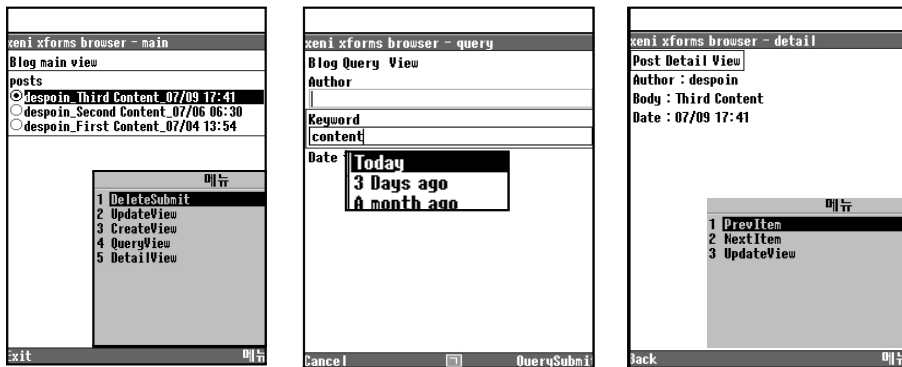 xeni xforms browser - main
Blog main view
posts
despoin_Third Content_07/09 17:41
despoin_Second Content_07/06 06:30
despoin_First Content_07/04 13:54
메뉴
1 DeleteSubmit
2 UpdateView
3 CreateView
4 QueryView
5 DetailView
Exit 메뉴
xeni xforms browser - query
Blog Query View
Author
Keyword
content
Date
Today
3 Days ago
A month ago
Cancel ㄱ QuerySubmi
xeni xforms browser - detail
Post Detail View
Author : despoin
Body : Third Content
Date : 07/09 17:41
메뉴
1 PrevItem
2 NextItem
3 UpdateView
Back 메뉴